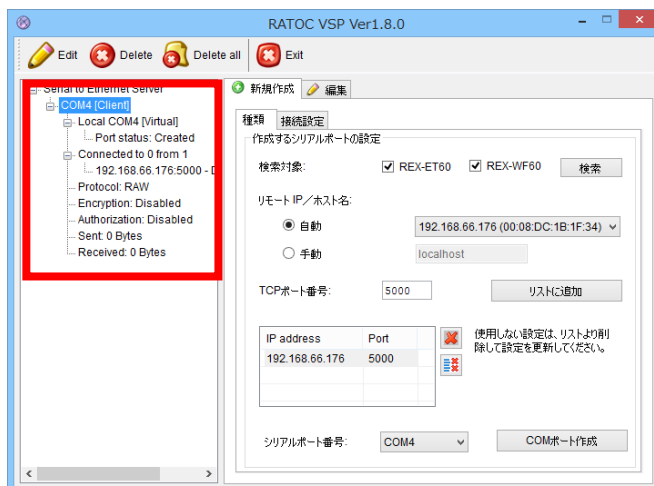 RATOC VSP Ver1.8.0
Edit Delete Delete all Exit
Serial to Ethernet Server
COM4 [Client]
Local COM4 [Virtual]
Port status: Created
Connected to 0 from 1
192.168.66.176:5000 - D
Protocol: RAW
Encryption: Disabled
Authorization: Disabled
Sent: 0 Bytes
Received: 0 Bytes
新規作成 編集
種類 接続設定
作成するシリアルポートの設定
検索対象: REX-ET60 REX-WF60 検索
リモート IP/ホスト名:
自動 192.168.66.176 (00:08:DC:1B:1F:34)
手動 localhost
TCPポート番号: 5000 リストに追加
IP address Port
192.168.66.176 5000
使用しない設定は、リストより削
除して設定を更新してください。
シリアルポート番号: COM4 COMポート作成